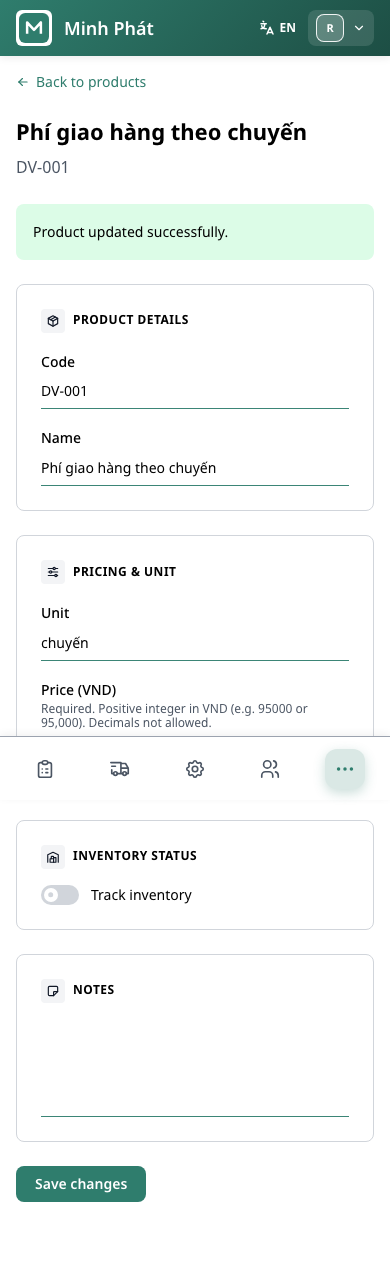 Minh Phát
EN
R
Back to products
Phí giao hàng theo chuyến
DV-001
Product updated successfully.
PRODUCT DETAILS
Code
DV-001
Name
Phí giao hàng theo chuyến
PRICING & UNIT
Unit
chuyến
Price (VND)
Required. Positive integer in VND (e.g. 95000 or
95,000). Decimals not allowed.
INVENTORY STATUS
Track inventory
NOTES
Save changes